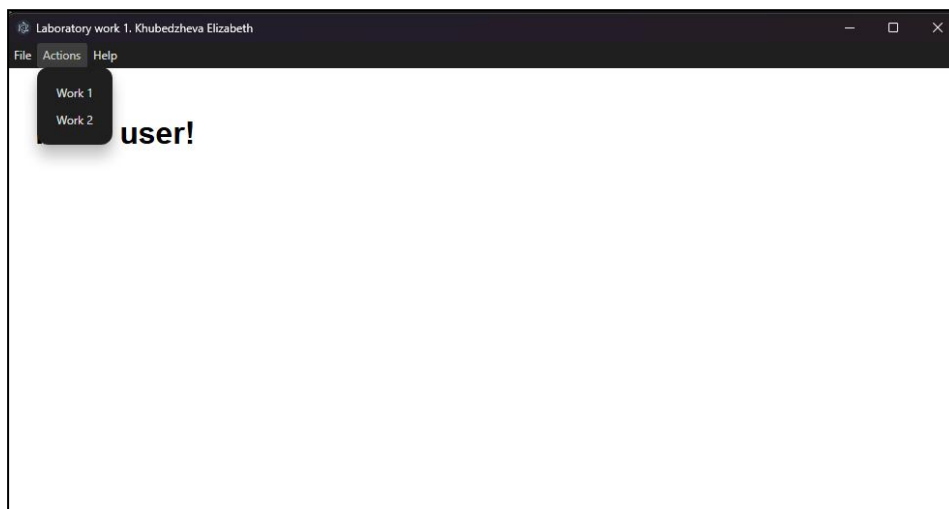 Laboratory work 1. Khubedzheva Elizabeth
File Actions Help
Work 1
Work 2
user!